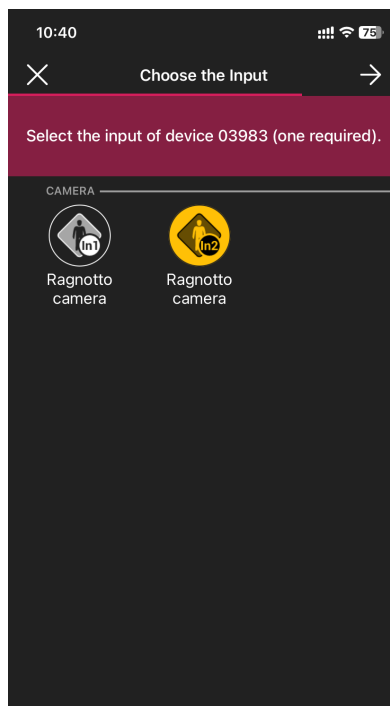 10:40
75
Choose the Input
Select the input of device 03983 (one required).
CAMERA
In1
In2
Ragnotto
camera
Ragnotto
camera